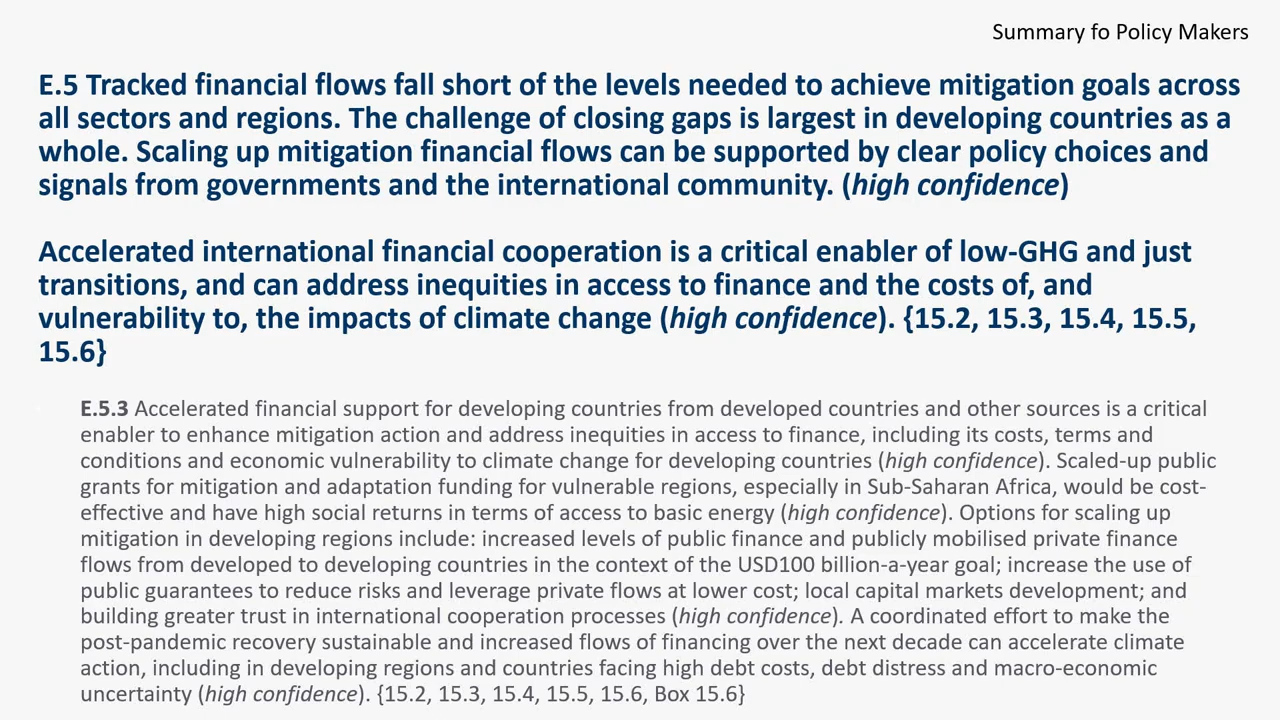 Summary fo Policy Makers
E.5 Tracked financial flows fall short of the levels needed to achieve mitigation goals across
all sectors and regions. The challenge of closing gaps is largest in developing countries as a
whole. Scaling up mitigation financial flows can be supported by clear policy choices and
signals from governments and the international community. (high confidence)
Accelerated international financial cooperation is a critical enabler of low-GHG and just
transitions, and can address inequities in access to finance and the costs of, and
vulnerability to, the impacts of climate change (high confidence). {15.2, 15.3, 15.4, 15.5,
15.6}
E.5.3 Accelerated financial support for developing countries from developed countries and other sources is a critical
enabler to enhance mitigation action and address inequities in access to finance, including its costs, terms and
conditions and economic vulnerability to climate change for developing countries (high confidence). Scaled-up public
grants for mitigation and adaptation funding for vulnerable regions, especially in Sub-Saharan Africa, would be cost-
effective and have high social returns in terms of access to basic energy (high confidence). Options for scaling up
mitigation in developing regions include: increased levels of public finance and publicly mobilised private finance
flows from developed to developing countries in the context of the USD100 billion-a-year goal; increase the use of
public guarantees to reduce risks and leverage private flows at lower cost; local capital markets development; and
building greater trust in international cooperation processes (high confidence). A coordinated effort to make the
post-pandemic recovery sustainable and increased flows of financing over the next decade can accelerate climate
action, including in developing regions and countries facing high debt costs, debt distress and macro-economic
uncertainty (high confidence). {15.2, 15.3, 15.4, 15.5, 15.6, Box 15.6}